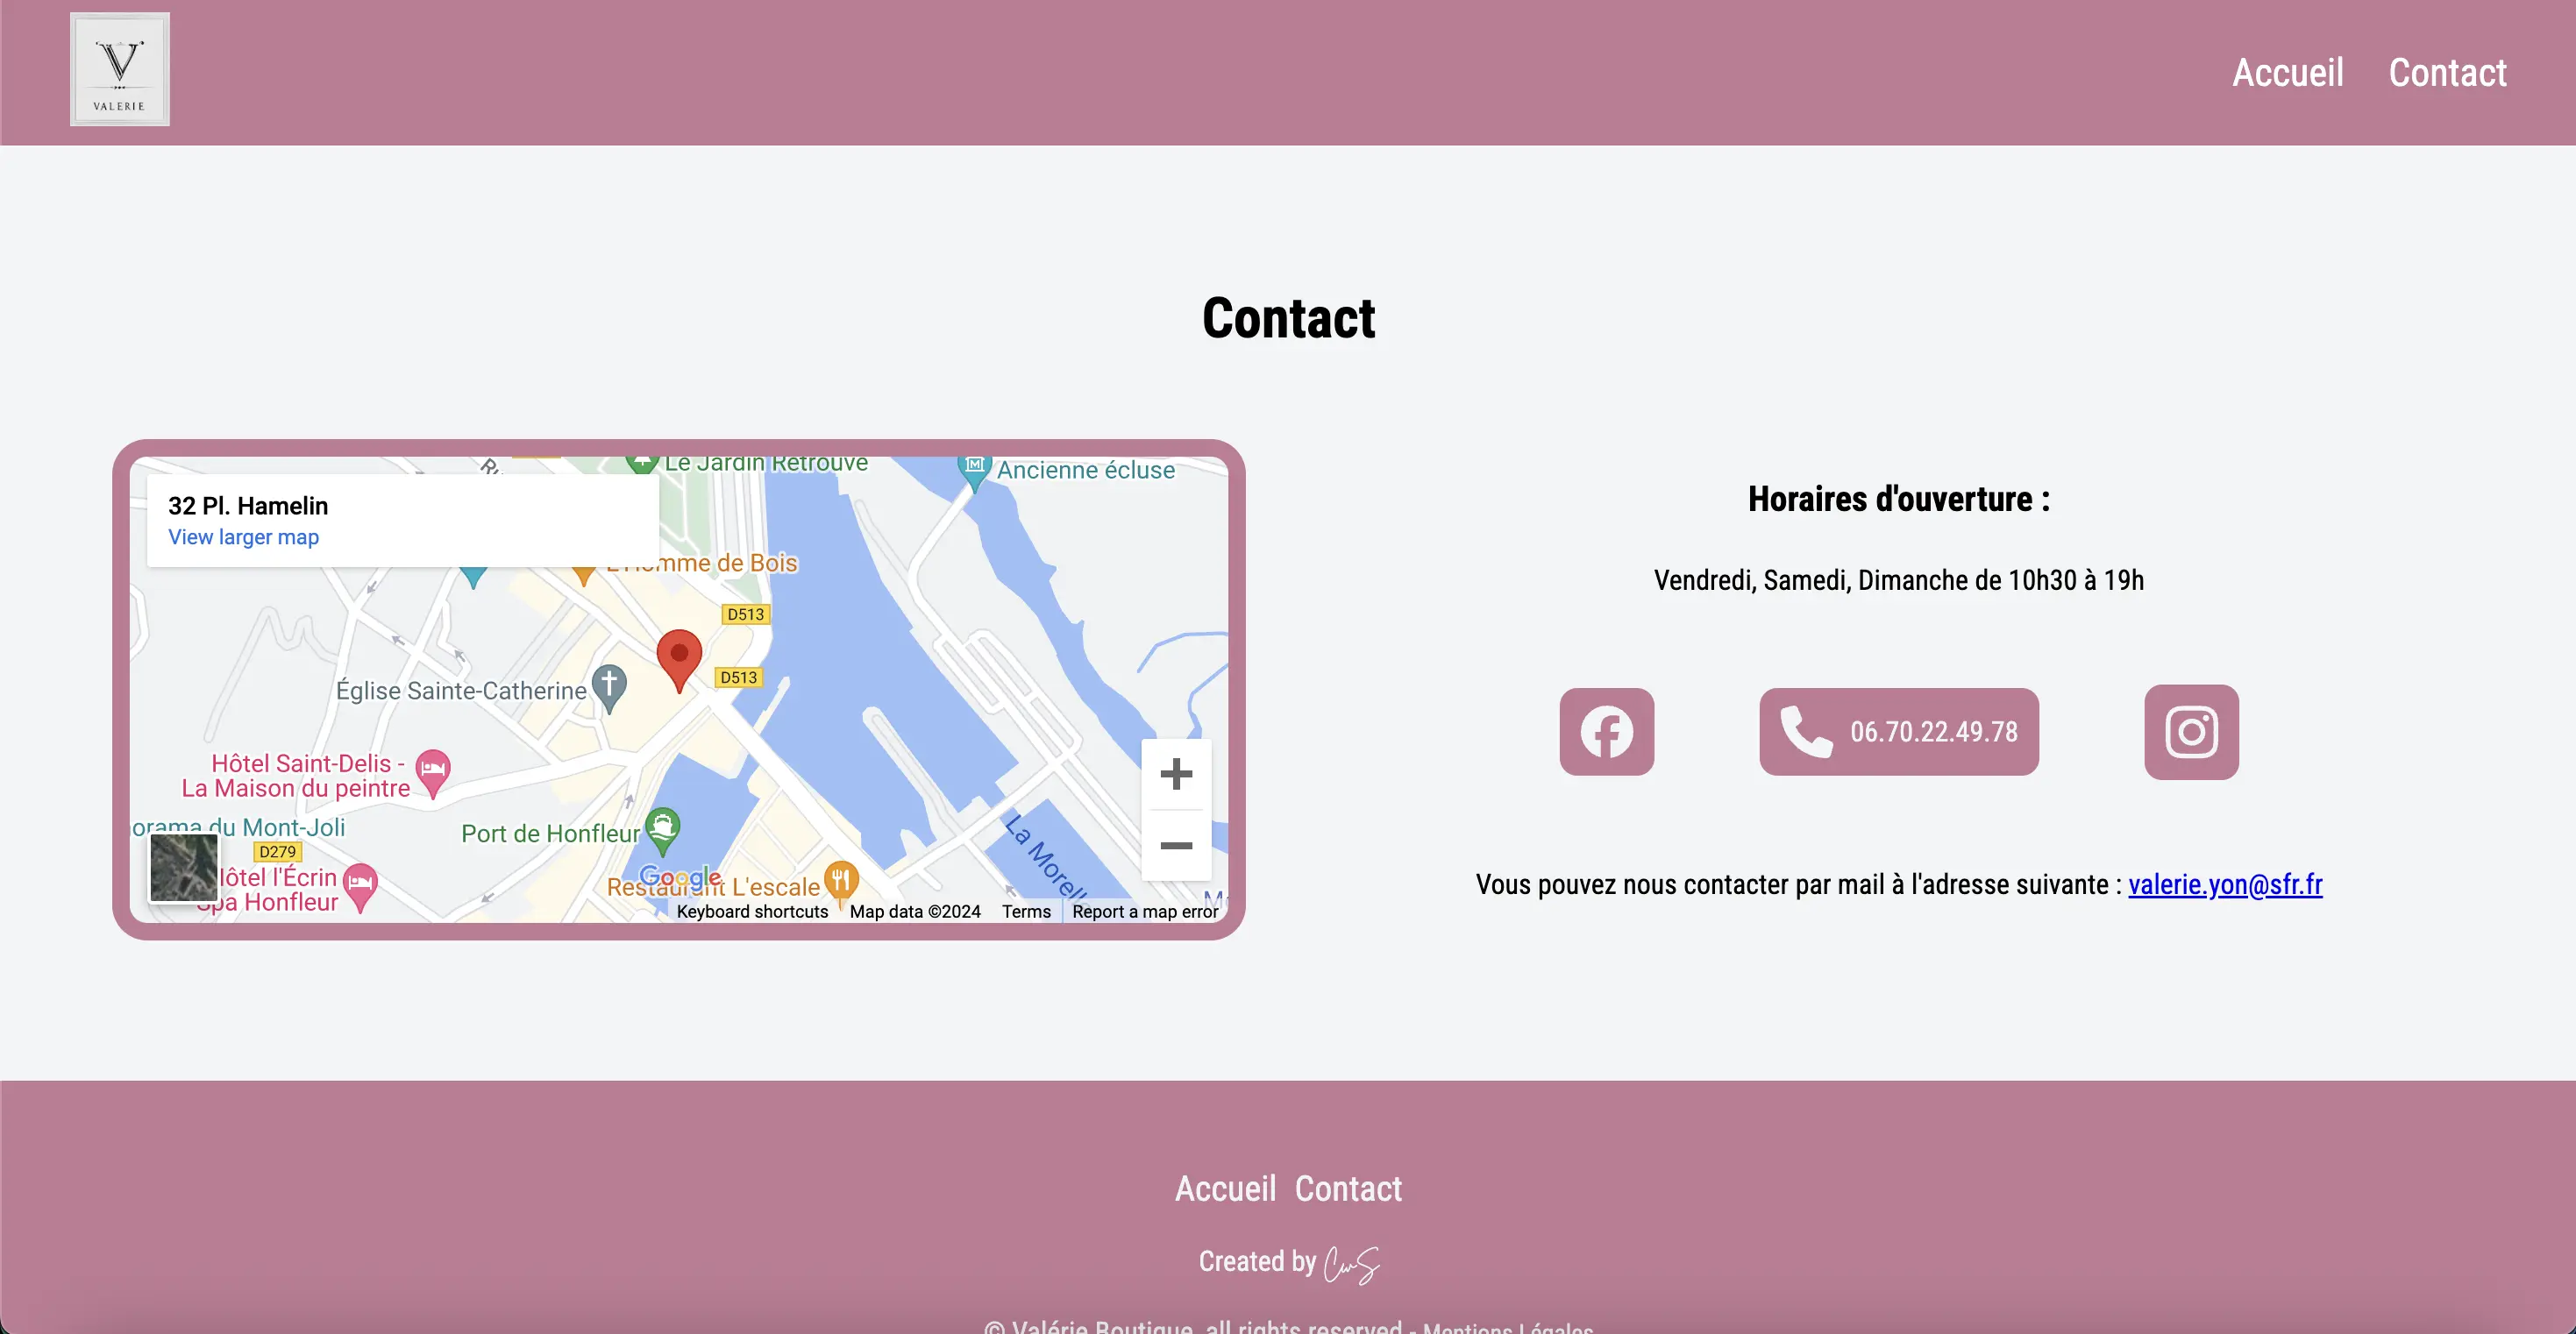 V
VALERIE
Accueil Contact
Contact
32 Pl. Hamelin
View larger map
Le Jardin Retrouvé
Ancienne écluse
L'Homme de Bois
D513
D513
Église Sainte-Catherine
Hôtel Saint-Delis -
La Maison du peintre
orama du Mont-Joli
D279
Hôtel l'Écrin
Spa Honfleur
Port de Honfleur
Google
Restaurant L'escale
La Morell
Keyboard shortcuts Map data ©2024 Terms Report a map error
Horaires d'ouverture :
Vendredi, Samedi, Dimanche de 10h30 à 19h
06.70.22.49.78
Vous pouvez nous contacter par mail à l'adresse suivante : valerie.yon@sfr.fr
Accueil Contact
Created by CwS
© Valérie Boutique, all rights reserved - Mentions Légales